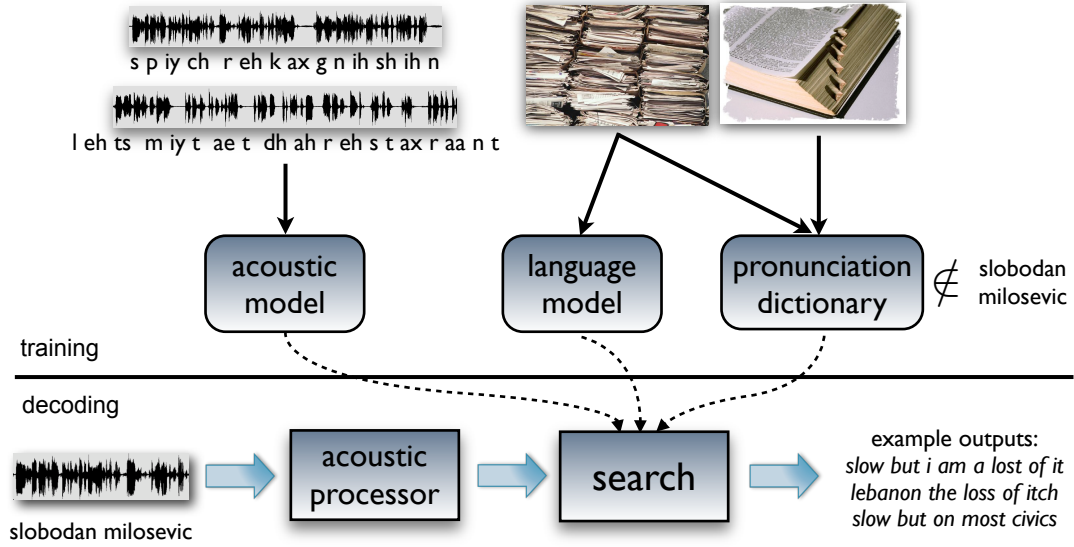 s p iy ch r eh k ax g n ih sh ih n
l eh ts m iy t ae t dh ah r eh s t ax r aa n t
acoustic
model
language
model
pronunciation
dictionary
∉
slobodan
milosevic
training
decoding
slobodan milosevic
acoustic
processor
search
example outputs:
slow but i am a lost of it
lebanon the loss of itch
slow but on most civics